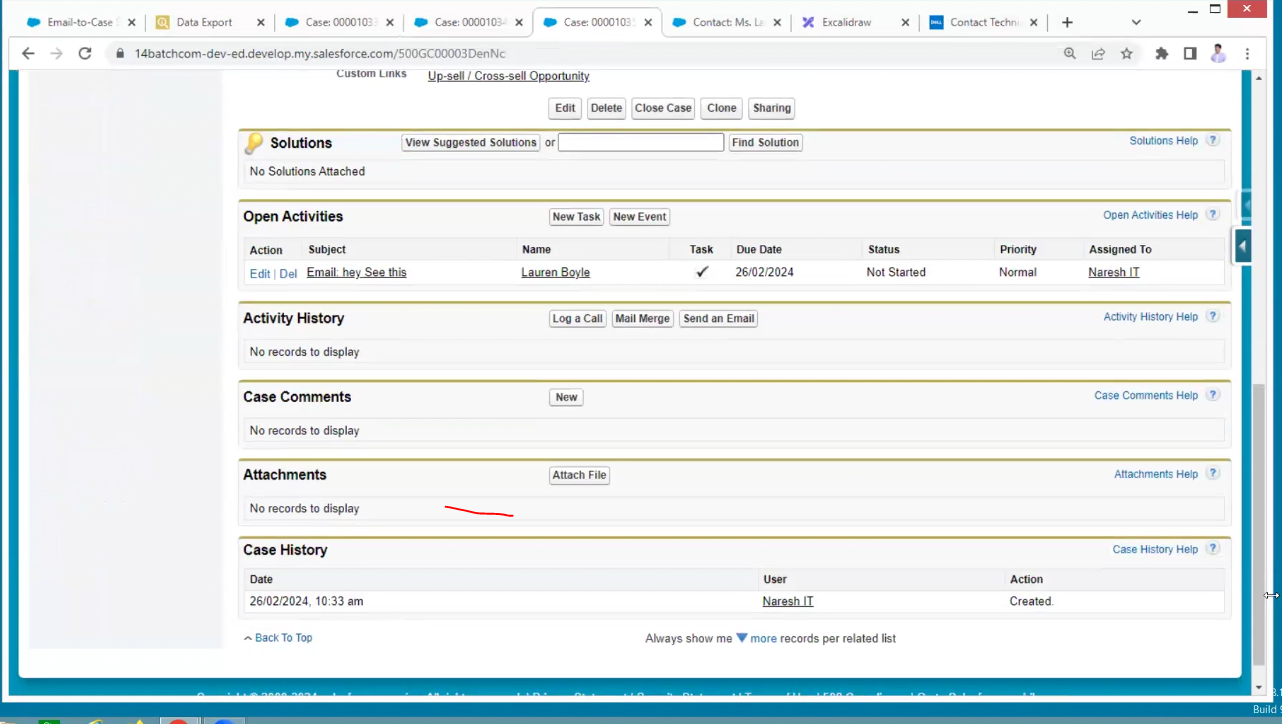 Email-to-Case S
Data Export
Case: 0000103
Case: 00001034
Case: 0000103
Contact: Ms. La
Excalidraw
DELL
Contact Techni
14batchcom-dev-ed.develop.my.salesforce.com/500GC00003DenNc
Custom Links Up-sell / Cross-sell Opportunity
Edit Delete Close Case Clone Sharing
Solutions View Suggested Solutions or Find Solution Solutions Help ?
No Solutions Attached
Open Activities New Task New Event Open Activities Help ?
Action Subject Name Task Due Date Status Priority Assigned To
Edit | Del Email: hey See this Lauren Boyle ✓ 26/02/2024 Not Started Normal Naresh IT
Activity History Log a Call Mail Merge Send an Email Activity History Help ?
No records to display
Case Comments New Case Comments Help ?
No records to display
Attachments Attach File Attachments Help ?
No records to display
Case History Case History Help ?
Date User Action
26/02/2024, 10:33 am Naresh IT Created.
Back To Top Always show me more records per related list
Build